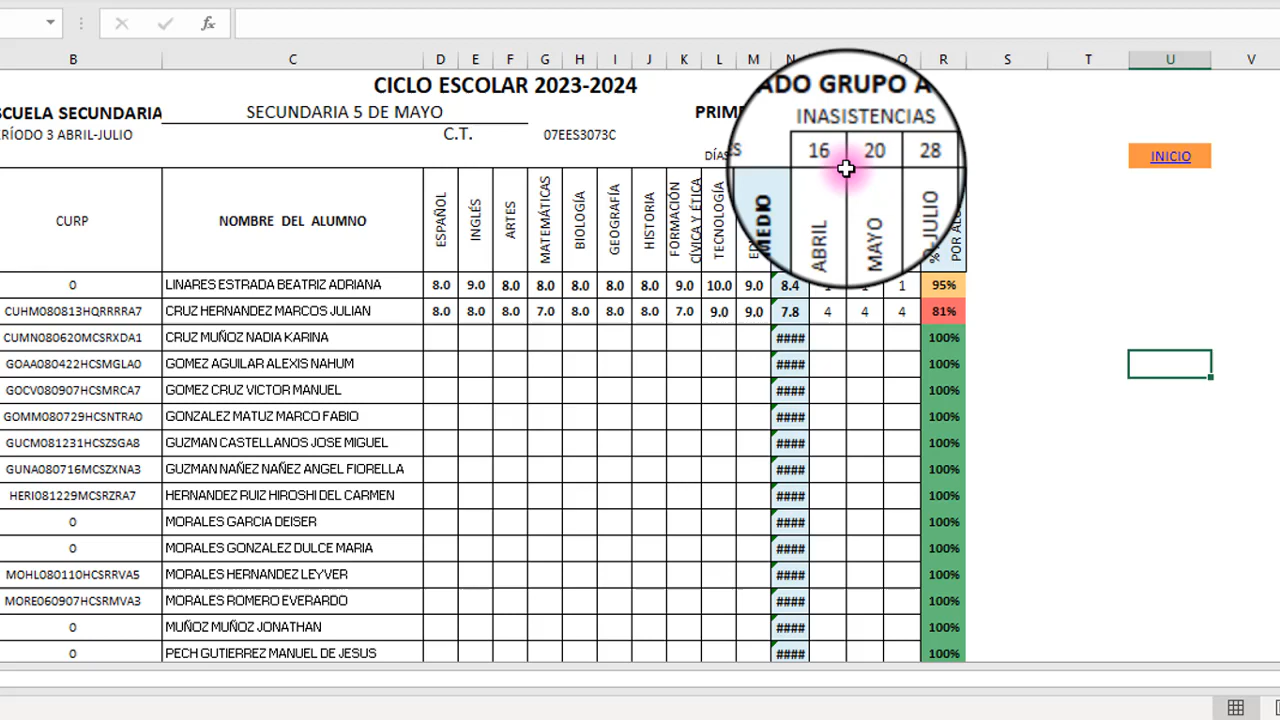 B C D E F G H I J K L M N O R S T U V
CICLO ESCOLAR 2023-2024 ADO GRUPO A
SCUELA SECUNDARIA SECUNDARIA 5 DE MAYO PRIM INASISTENCIAS
RÍODO 3 ABRIL-JULIO C.T. 07EES3073C
DÍAS 16 20 28 INICIO
CURP NOMBRE DEL ALUMNO ESPAÑOL INGLÉS ARTES MATEMÁTICAS BIOLOGÍA GEOGRAFÍA HISTORIA FORMACIÓN CÍVICA Y ÉTICA TECNOLOGÍA MEDIO ABRIL MAYO JULIO
0 LINARES ESTRADA BEATRIZ ADRIANA 8.0 9.0 8.0 8.0 8.0 8.0 8.0 9.0 10.0 9.0 8.4 1 1 1 95%
CUHM080813HQRRRRA7 CRUZ HERNANDEZ MARCOS JULIAN 8.0 8.0 8.0 7.0 8.0 8.0 8.0 7.0 9.0 9.0 7.8 4 4 4 81%
CUMN080620MCSRXDA1 CRUZ MUÑOZ NADIA KARINA #### 100%
GOAA080422HCSMGLA0 GOMEZ AGUILAR ALEXIS NAHUM #### 100%
GOCV080907HCSMRCA7 GOMEZ CRUZ VICTOR MANUEL #### 100%
GOMM080729HCSNTRA0 GONZALEZ MATUZ MARCO FABIO #### 100%
GUCM081231HCSZSGA8 GUZMAN CASTELLANOS JOSE MIGUEL #### 100%
GUNA080716MCSZXNA3 GUZMAN NAÑEZ NAÑEZ ANGEL FIORELLA #### 100%
HERI081229MCSRZRA7 HERNANDEZ RUIZ HIROSHI DEL CARMEN #### 100%
0 MORALES GARCIA DEISER #### 100%
0 MORALES GONZALEZ DULCE MARIA #### 100%
MOHL080110HCSRRVA5 MORALES HERNANDEZ LEYVER #### 100%
MORE060907HCSRMVA3 MORALES ROMERO EVERARDO #### 100%
0 MUÑOZ MUÑOZ JONATHAN #### 100%
0 PECH GUTIERREZ MANUEL DE JESUS #### 100%